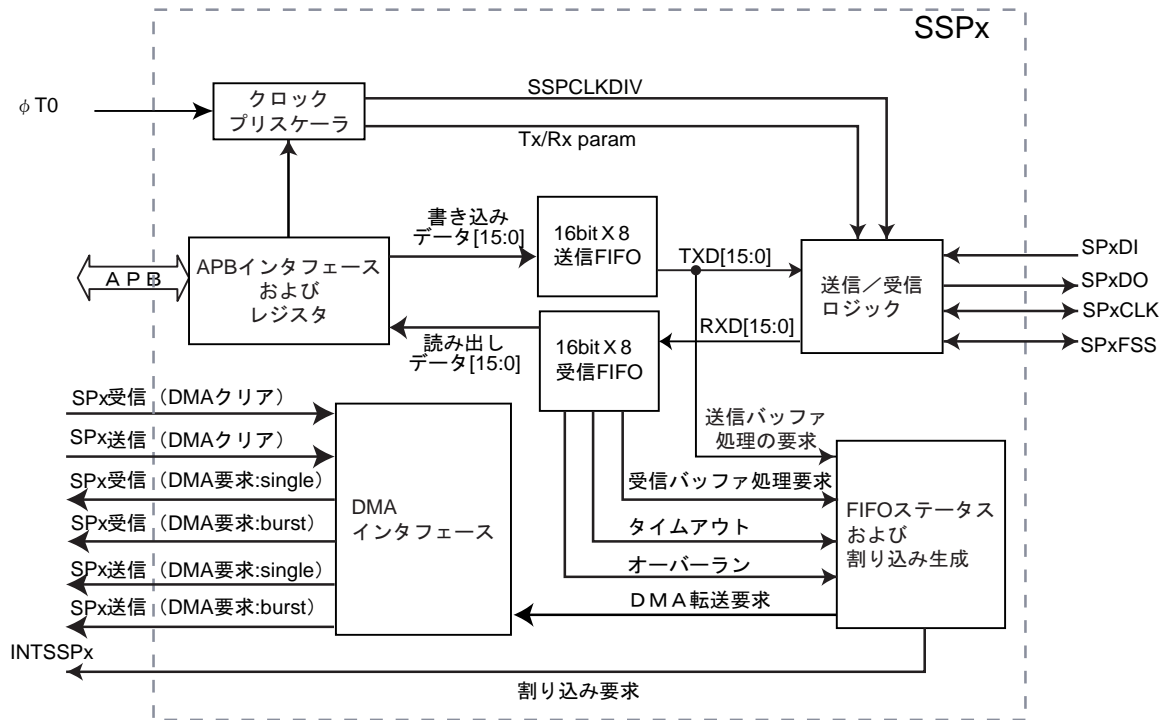 SSPx
φT0
クロック
プリスケーラ
SSPCLKDIV
Tx/Rx param
書き込み
データ[15:0]
16bit X 8
送信FIFO
TXD[15:0]
APB
APBインタフェース
および
レジスタ
送信/受信
ロジック
SPxDI
SPxDO
SPxCLK
SPxFSS
読み出し
データ[15:0]
16bit X 8
受信FIFO
RXD[15:0]
SPx受信(DMAクリア)
SPx送信(DMAクリア)
SPx受信(DMA要求:single)
SPx受信(DMA要求:burst)
SPx送信(DMA要求:single)
SPx送信(DMA要求:burst)
DMA
インタフェース
送信バッファ
処理の要求
受信バッファ処理要求
タイムアウト
オーバーラン
DMA転送要求
FIFOステータス
および
割り込み生成
INTSSPx
割り込み要求